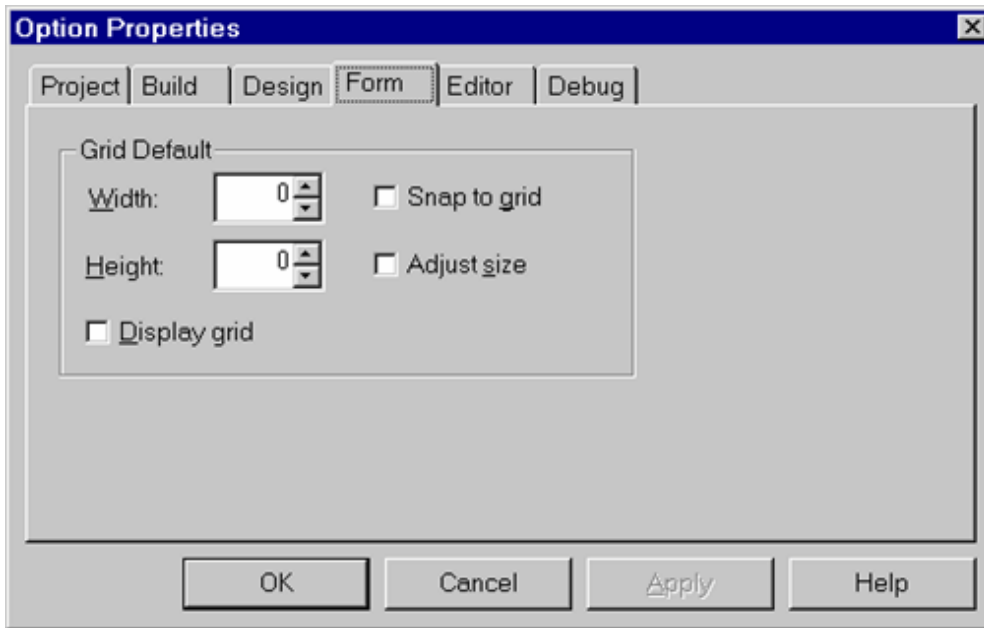 Option Properties
Project Build Design Form Editor Debug
Grid Default
Width: 0 Snap to grid
Height: 0 Adjust size
Display grid
OK Cancel Apply Help